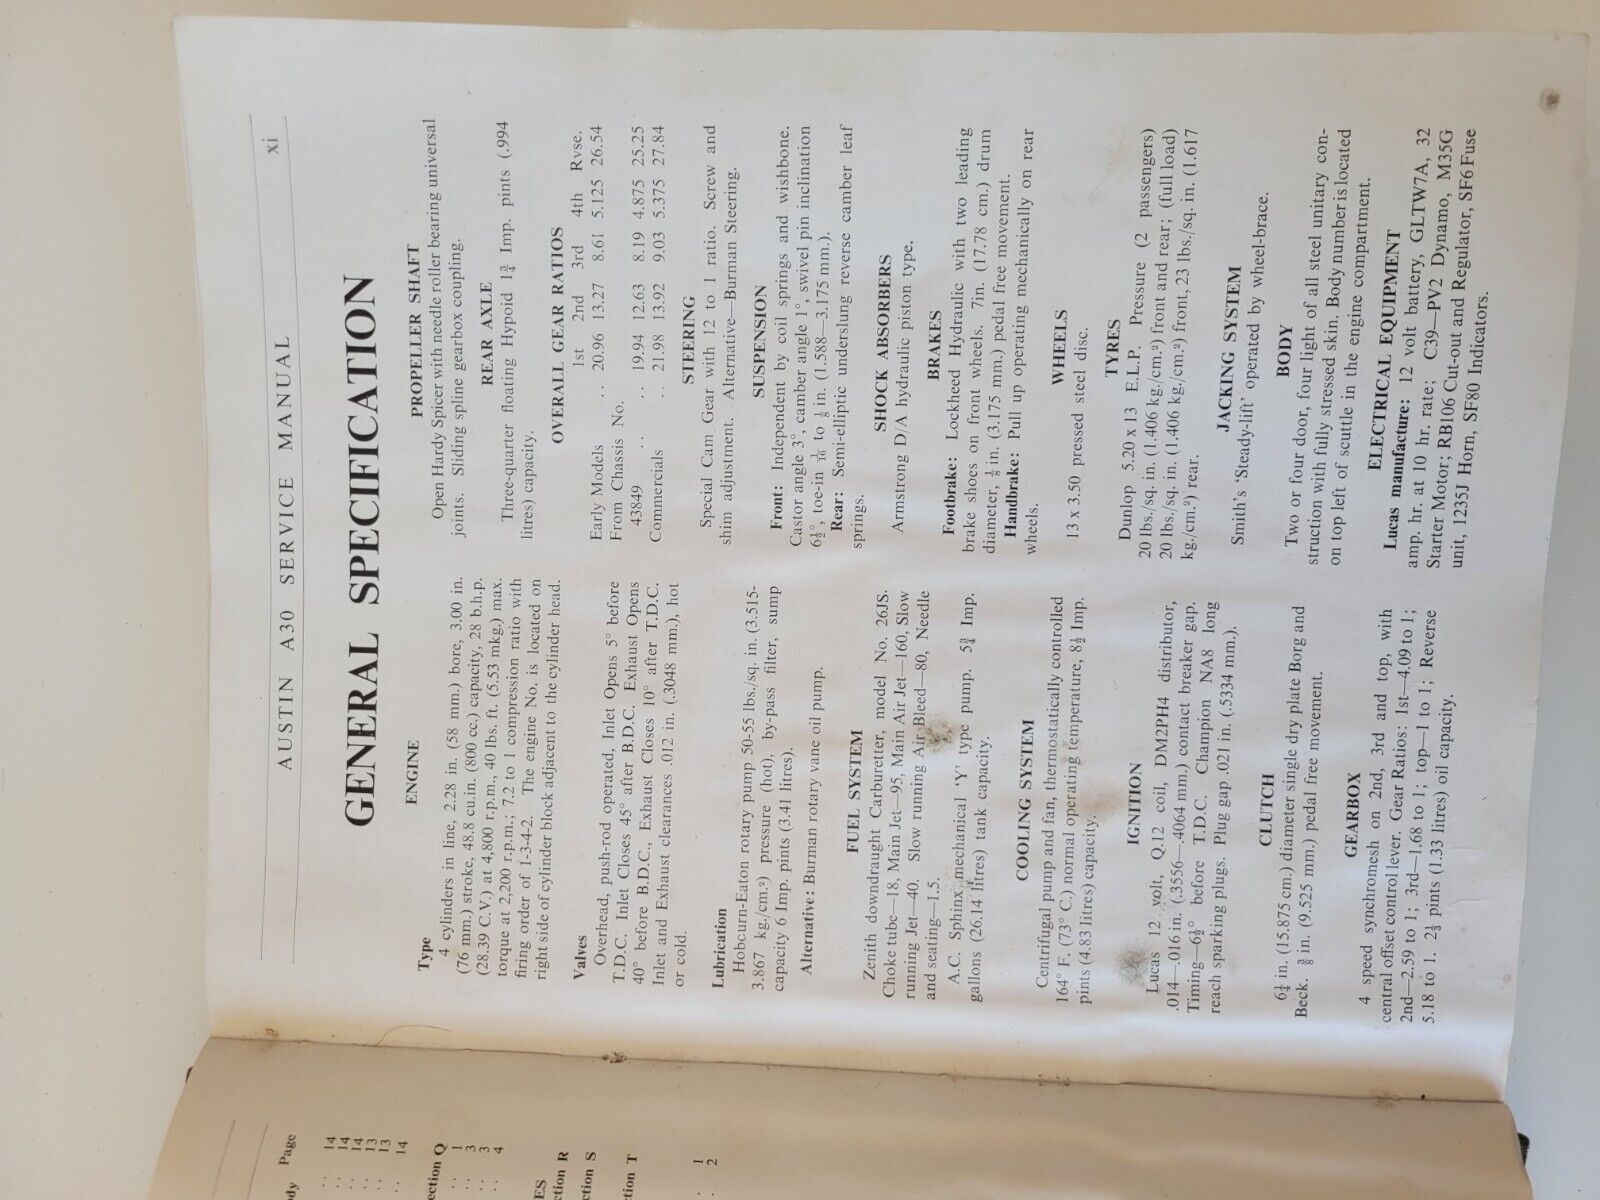 AUSTIN A30 SERVICE MANUAL xi
GENERAL SPECIFICATION
ENGINE
Type
4 cylinders in line, 2.28 in. (58 mm.) bore, 3.00 in.
(76 mm.) stroke, 48.8 cu.in. (800 cc.) capacity, 28 b.h.p.
(28.39 C.V.) at 4,800 r.p.m., 40 lbs. ft. (5.53 mkg.) max.
torque at 2,200 r.p.m.; 7.2 to 1 compression ratio with
firing order of 1-3-4-2. The engine No. is located on
right side of cylinder block adjacent to the cylinder head.
Valves
Overhead, push-rod operated, Inlet Opens 5° before
T.D.C. Inlet Closes 45° after B.D.C. Exhaust Opens
40° before B.D.C., Exhaust Closes 10° after T.D.C.
Inlet and Exhaust clearances .012 in. (.3048 mm.), hot
or cold.
Lubrication
Hobourn-Eaton rotary pump 50-55 lbs./sq. in. (3.515-
3.867 kg./cm.²) pressure (hot), by-pass filter, sump
capacity 6 Imp. pints (3.41 litres).
Alternative: Burman rotary vane oil pump.
FUEL SYSTEM
Zenith downdraught Carburetter, model No. 26JS.
Choke tube—18, Main Jet—95, Main Air Jet—160, Slow
running Jet—40. Slow running Air Bleed—80, Needle
and seating—1.5.
A.C. Sphinx mechanical 'Y' type pump. 5¾ Imp.
gallons (26.14 litres) tank capacity.
COOLING SYSTEM
Centrifugal pump and fan, thermostatically controlled
164° F. (73° C.) normal operating temperature, 8½ Imp.
pints (4.83 litres) capacity.
IGNITION
Lucas 12 volt, Q.12 coil, DM2PH4 distributor,
.014—.016 in. (.3556—.4064 mm.) contact breaker gap.
Timing—6½° before T.D.C. Champion NA8 long
reach sparking plugs. Plug gap .021 in. (.5334 mm.).
CLUTCH
6¼ in. (15.875 cm.) diameter single dry plate Borg and
Beck. ⅜ in. (9.525 mm.) pedal free movement.
GEARBOX
4 speed synchromesh on 2nd, 3rd and top, with
central offset control lever. Gear Ratios: 1st—4.09 to 1;
2nd—2.59 to 1; 3rd—1.68 to 1; top—1 to 1; Reverse
5.18 to 1. 2⅓ pints (1.33 litres) oil capacity.
PROPELLER SHAFT
Open Hardy Spicer with needle roller bearing universal
joints. Sliding spline gearbox coupling.
REAR AXLE
Three-quarter floating Hypoid 1¾ Imp. pints (.994
litres) capacity.
OVERALL GEAR RATIOS
1st 2nd 3rd 4th Rvse.
Early Models .. 20.96 13.27 8.61 5.125 26.54
From Chassis No.
43849 .. .. 19.94 12.63 8.19 4.875 25.25
Commercials .. 21.98 13.92 9.03 5.375 27.84
STEERING
Special Cam Gear with 12 to 1 ratio. Screw and
shim adjustment. Alternative—Burman Steering.
SUSPENSION
Front: Independent by coil springs and wishbone.
Castor angle 3°, camber angle 1°, swivel pin inclination
6½°, toe-in 1/16 to ⅛ in. (1.588—3.175 mm.).
Rear: Semi-elliptic underslung reverse camber leaf
springs.
SHOCK ABSORBERS
Armstrong D/A hydraulic piston type.
BRAKES
Footbrake: Lockheed Hydraulic with two leading
brake shoes on front wheels. 7in. (17.78 cm.) drum
diameter, ⅛ in. (3.175 mm.) pedal free movement.
Handbrake: Pull up operating mechanically on rear
wheels.
WHEELS
13 x 3.50 pressed steel disc.
TYRES
Dunlop 5.20 x 13 E.L.P. Pressure (2 passengers)
20 lbs./sq. in. (1.406 kg./cm.²) front and rear; (full load)
20 lbs./sq. in. (1.406 kg./cm.²) front, 23 lbs./sq. in. (1.617
kg./cm.²) rear.
JACKING SYSTEM
Smith's 'Steady-lift' operated by wheel-brace.
BODY
Two or four door, four light of all steel unitary con-
struction with fully stressed skin. Body number is located
on top left of scuttle in the engine compartment.
ELECTRICAL EQUIPMENT
Lucas manufacture: 12 volt battery, GLTW7A, 32
amp. hr. at 10 hr. rate; C39—PV2 Dynamo, M35G
Starter Motor; RB106 Cut-out and Regulator, SF6 Fuse
unit, 1235J Horn, SF80 Indicators.
Page
.. 14
.. 14
.. 14
.. 13
.. 13
.. 14
ection Q
.. 1
.. 3
.. 3
.. 4
ES
ction R
ction S
tion T
. 1
. 2